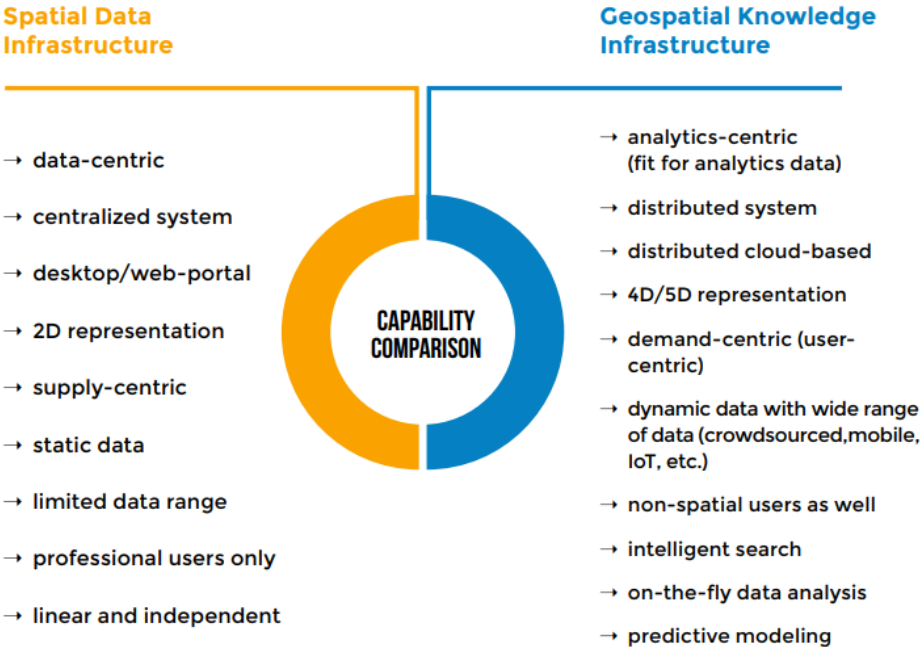 Spatial Data
Infrastructure
→ data-centric
→ centralized system
→ desktop/web-portal
→ 2D representation
→ supply-centric
→ static data
→ limited data range
→ professional users only
→ linear and independent
CAPABILITY
COMPARISON
Geospatial Knowledge
Infrastructure
→ analytics-centric
(fit for analytics data)
→ distributed system
→ distributed cloud-based
→ 4D/5D representation
→ demand-centric (user-
centric)
→ dynamic data with wide range
of data (crowdsourced,mobile,
IoT, etc.)
→ non-spatial users as well
→ intelligent search
→ on-the-fly data analysis
→ predictive modeling